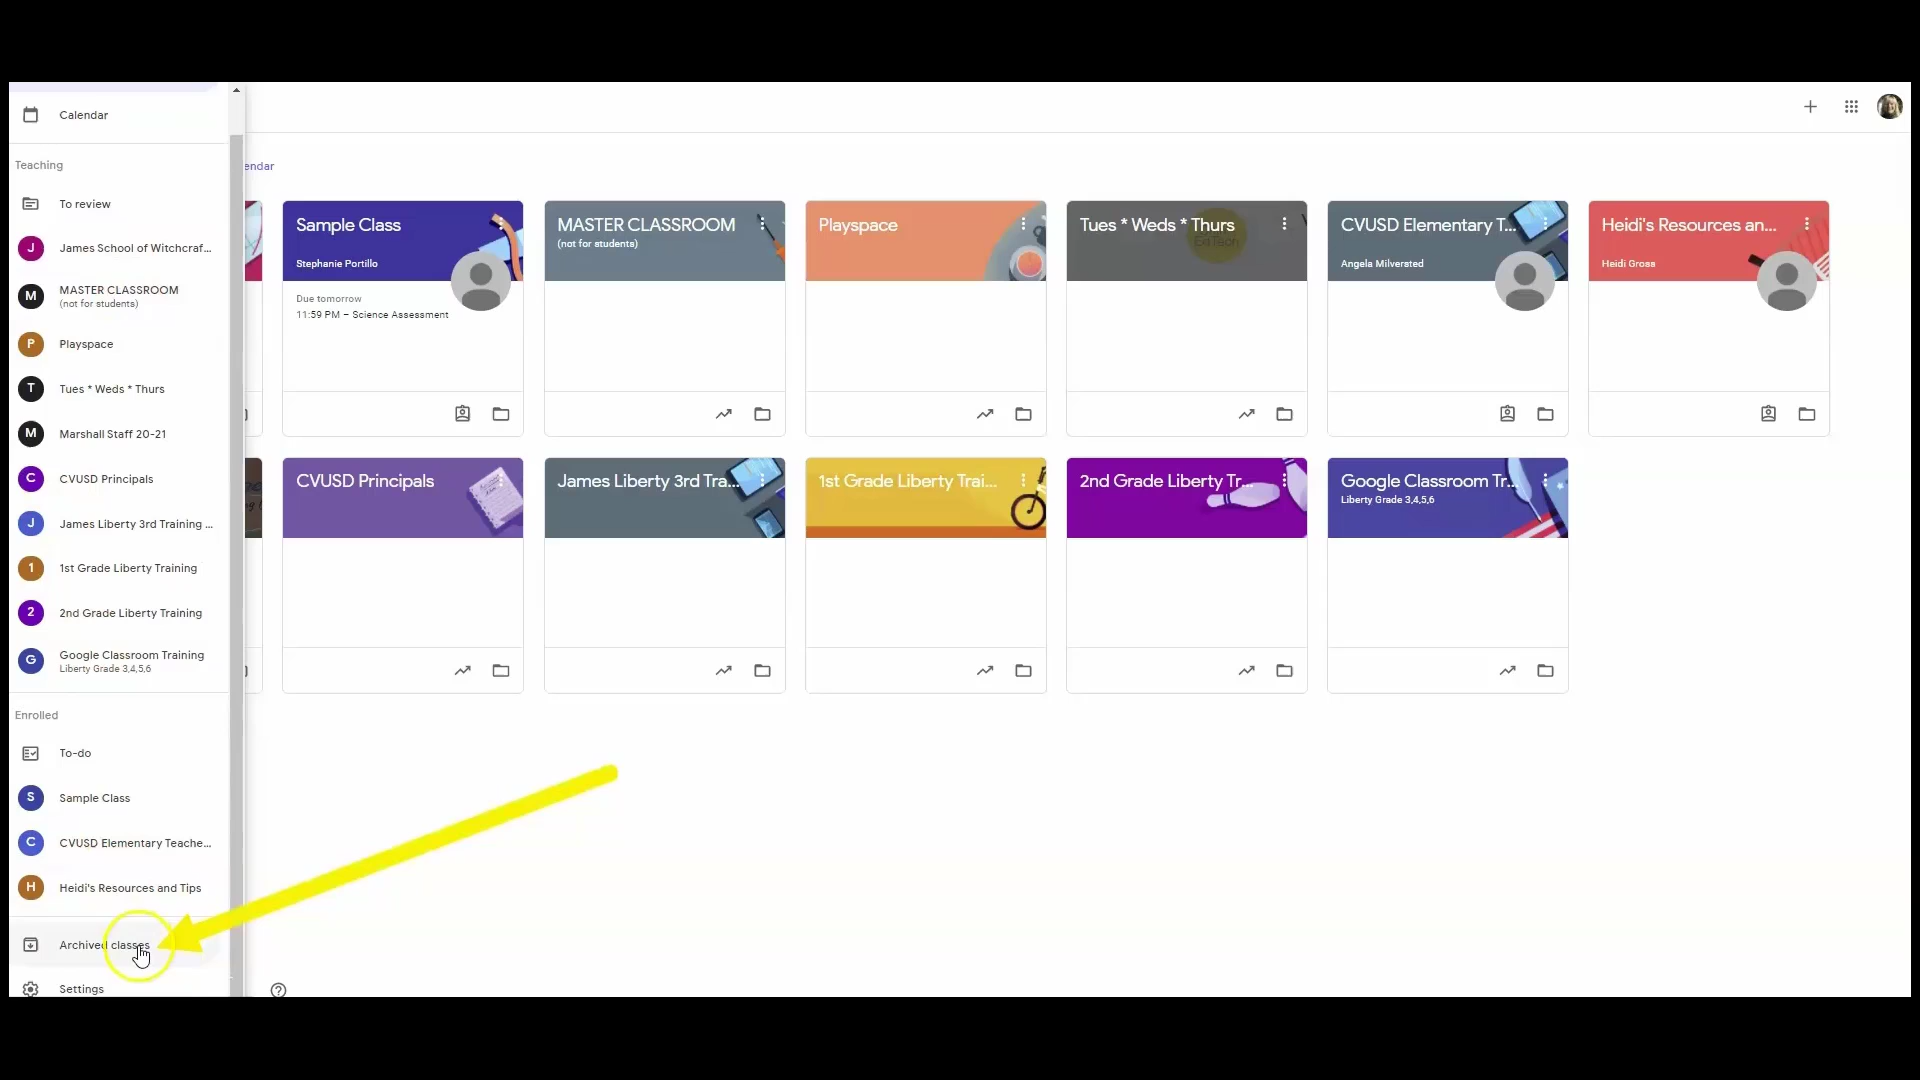 Calendar
Teaching
To review
J
James School of Witchcraf...
M
MASTER CLASSROOM
(not for students)
P
Playspace
T
Tues * Weds * Thurs
M
Marshall Staff 20-21
C
CVUSD Principals
J
James Liberty 3rd Training ...
1
1st Grade Liberty Training
2
2nd Grade Liberty Training
G
Google Classroom Training
Liberty Grade 3,4,5,6
Enrolled
To-do
S
Sample Class
C
CVUSD Elementary Teache...
H
Heidi's Resources and Tips
Archived classes
Settings
endar
Sample Class
Stephanie Portillo
Due tomorrow
11:59 PM – Science Assessment
MASTER CLASSROOM
(not for students)
Playspace
Tues * Weds * Thurs
CVUSD Elementary T...
Angela Milversted
Heidi's Resources an...
Heidi Gross
CVUSD Principals
James Liberty 3rd Tra...
1st Grade Liberty Trai...
2nd Grade Liberty Tr...
Google Classroom Tr...
Liberty Grade 3,4,5,6